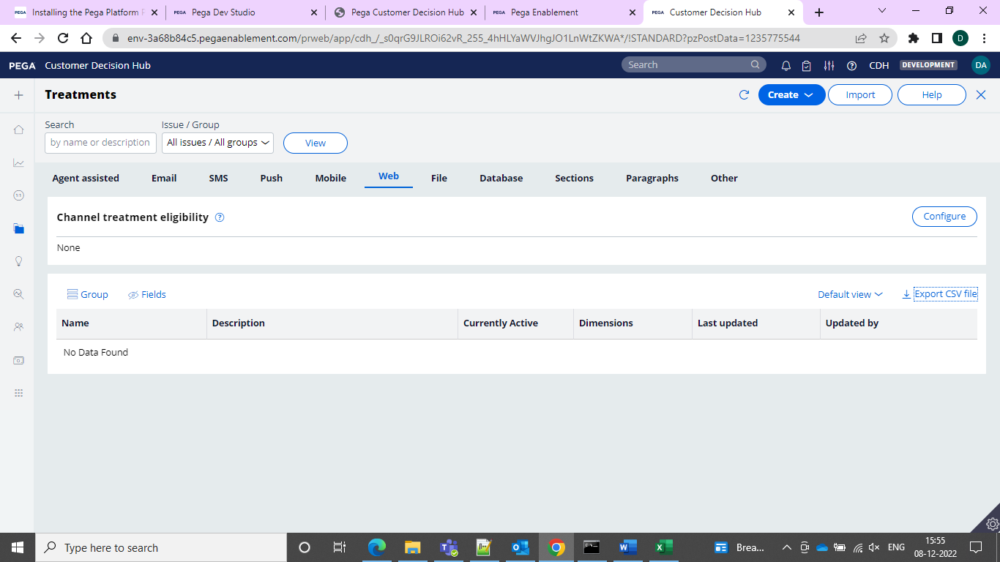 PEGA Installing the Pega Platform P
PEGA Pega Dev Studio
Pega Customer Decision Hub
PEGA Pega Enablement
PEGA Customer Decision Hub
env-3a68b84c5.pegaenablement.com/prweb/app/cdh_/_s0qrG9JLROi62vR_255_4hHLYaWVJhgJO1LnWtZKWA*/!STANDARD?pzPostData=1235775544
D
PEGA Customer Decision Hub
Search
CDH
DEVELOPMENT
DA
Treatments
Create
Import
Help
Search
Issue / Group
by name or description
All issues / All groups
View
Agent assisted
Email
SMS
Push
Mobile
Web
File
Database
Sections
Paragraphs
Other
Channel treatment eligibility ?
Configure
None
Group
Fields
Default view
Export CSV file
Name
Description
Currently Active
Dimensions
Last updated
Updated by
No Data Found
Type here to search
Brea...
ENG
15:55
08-12-2022